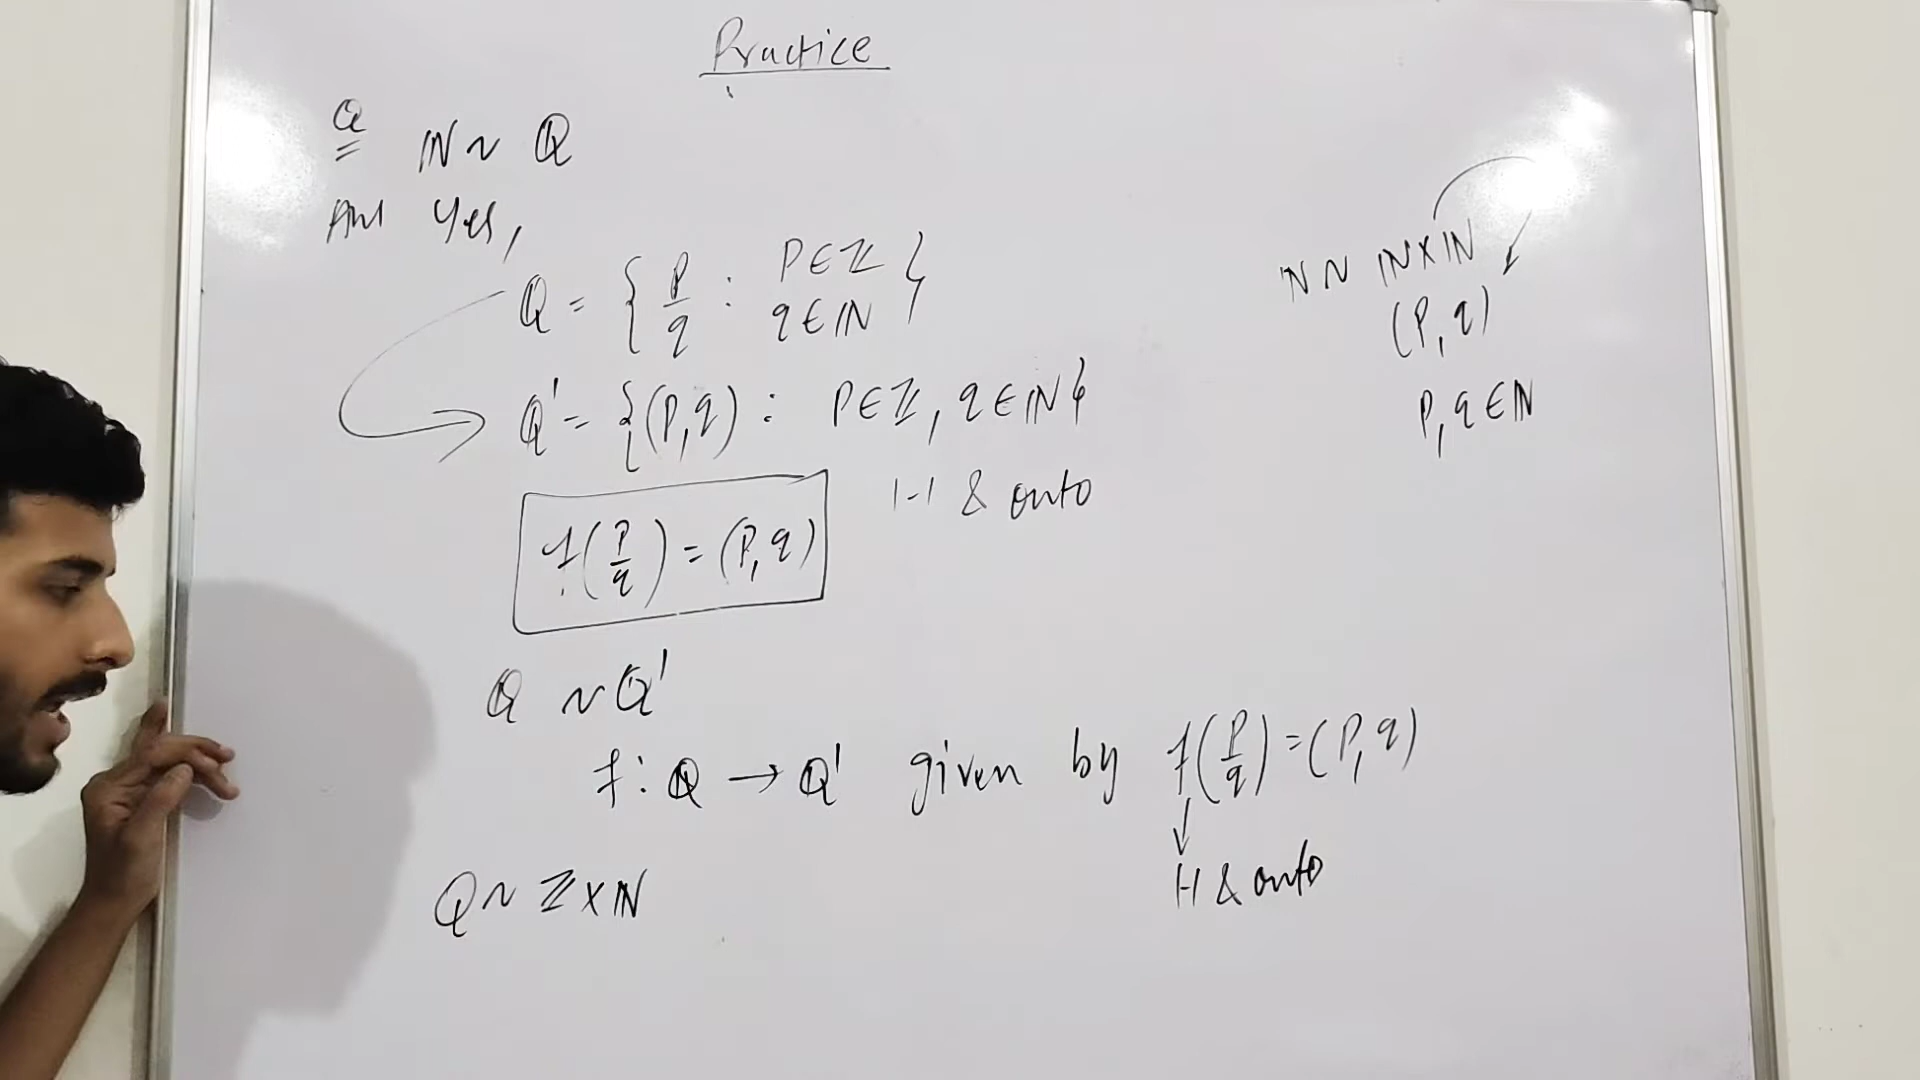 Practice
Q ℕ ~ ℚ
Ans Yes,
ℚ = { p/q : p∈ℤ q∈ℕ }
ℚ' = {(p,q) : p∈ℤ, q∈ℕ}
1-1 & onto
f(p/q) = (p,q)
ℚ ~ ℚ'
f : ℚ → ℚ' given by f(p/q) = (p,q)
1-1 & onto
ℚ ~ ℤ×ℕ
ℕ ~ ℕ×ℕ
(p,q)
p,q∈ℕ